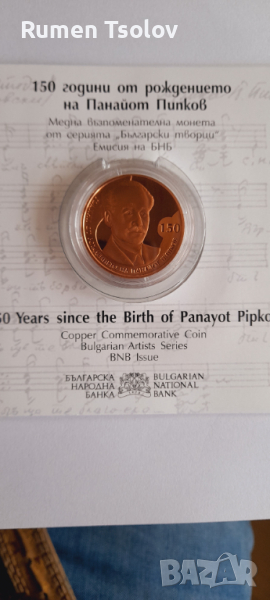 Rumen Tsolov
150 години от рождението
на Панайот Пипков
Медна възпоменателна монета
от серията „Български творци“
Емисия на БНБ
150
50 Years since the Birth of Panayot Pipko
Copper Commemorative Coin
Bulgarian Artists Series
BNB Issue
БЪЛГАРСКА
НАРОДНА
БАНКА
BULGARIAN
NATIONAL
BANK
BAZAR.bg